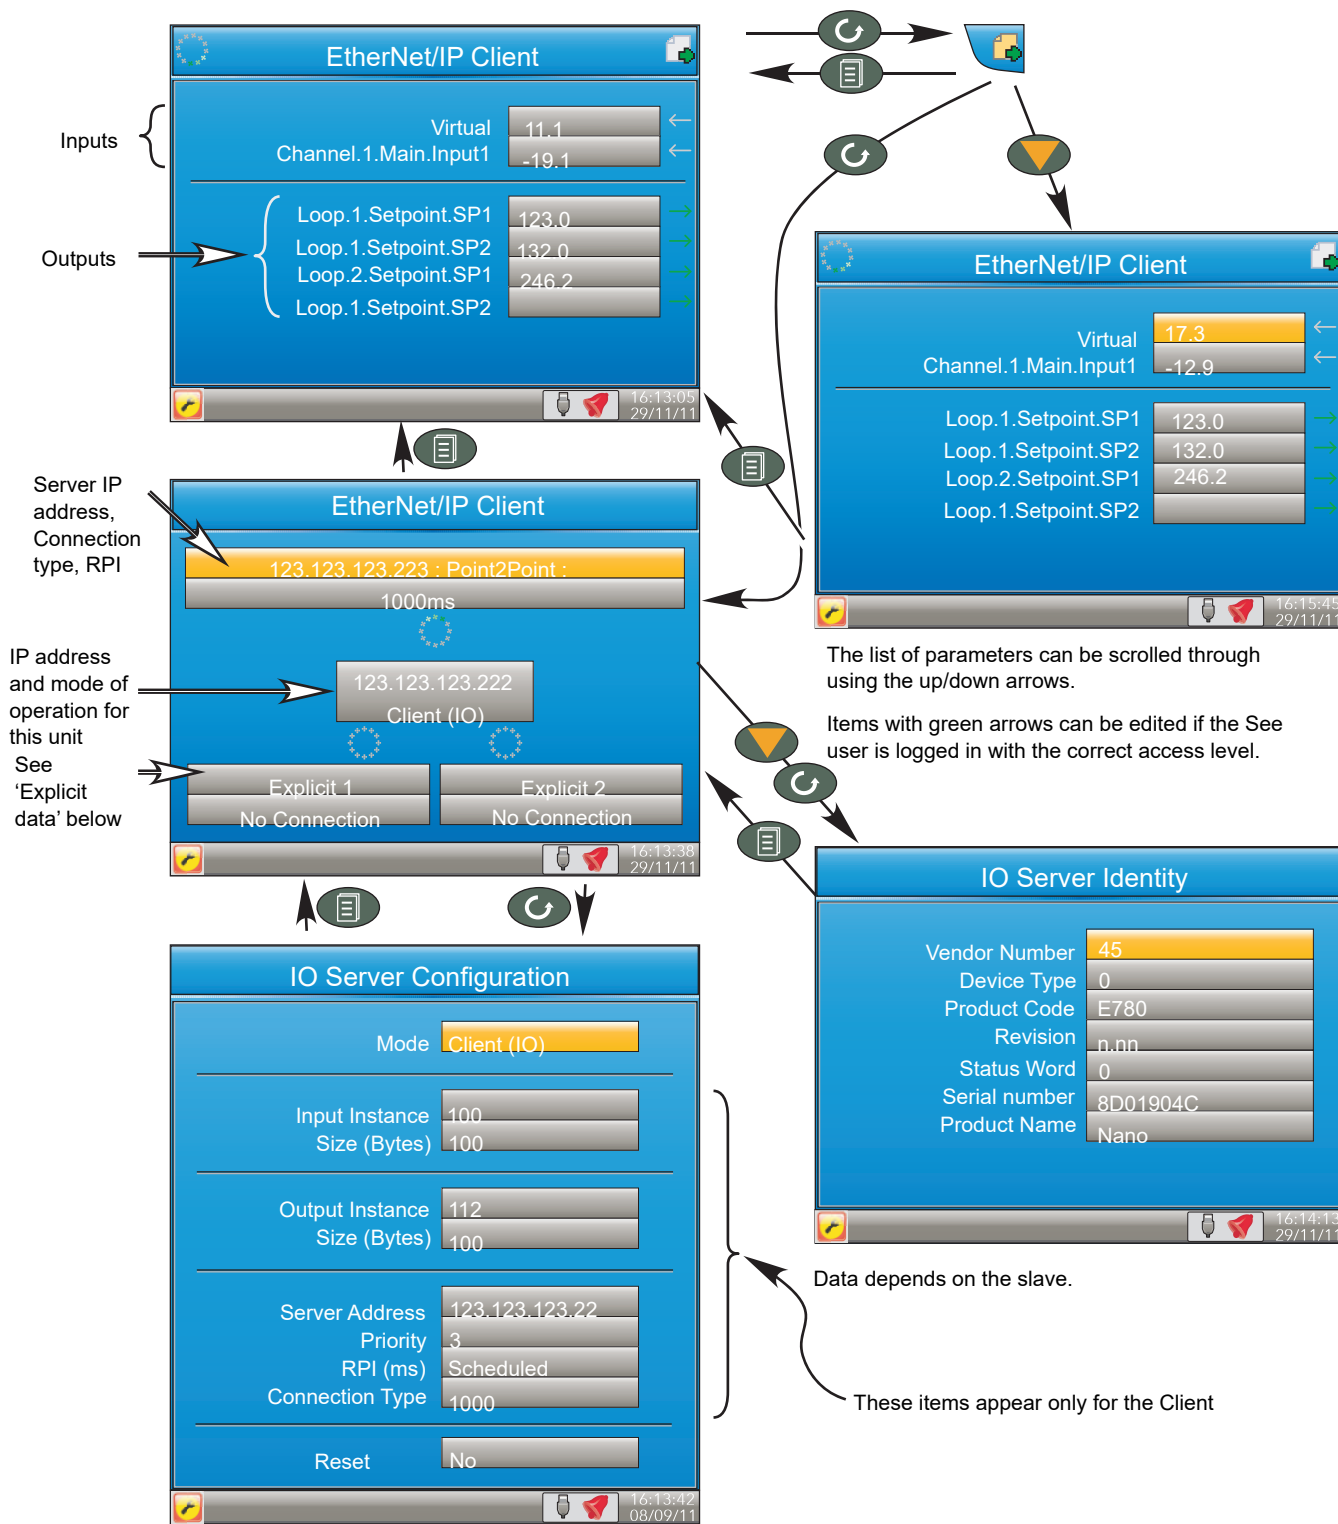 EtherNet/IP Client
Inputs
Virtual 11.1
Channel.1.Main.Input1 -19.1
Outputs
Loop.1.Setpoint.SP1 123.0
Loop.1.Setpoint.SP2 132.0
Loop.2.Setpoint.SP1 246.2
Loop.1.Setpoint.SP2
16:13:05
29/11/11
EtherNet/IP Client
Virtual 17.3
Channel.1.Main.Input1 -12.9
Loop.1.Setpoint.SP1 123.0
Loop.1.Setpoint.SP2 132.0
Loop.2.Setpoint.SP1 246.2
Loop.1.Setpoint.SP2
16:15:45
29/11/11
The list of parameters can be scrolled through
using the up/down arrows.
Items with green arrows can be edited if the See
user is logged in with the correct access level.
Server IP
address,
Connection
type, RPI
IP address
and mode of
operation for
this unit
See
‘Explicit
data’ below
EtherNet/IP Client
123.123.123.223 : Point2Point :
1000ms
123.123.123.222
Client (IO)
Explicit 1
No Connection
Explicit 2
No Connection
16:13:38
29/11/11
IO Server Identity
Vendor Number 45
Device Type 0
Product Code E780
Revision n.nn
Status Word 0
Serial number 8D01904C
Product Name Nano
16:14:13
29/11/11
Data depends on the slave.
IO Server Configuration
Mode Client (IO)
Input Instance 100
Size (Bytes) 100
Output Instance 112
Size (Bytes) 100
Server Address 123.123.123.22
Priority 3
RPI (ms) Scheduled
Connection Type 1000
Reset No
16:13:42
08/09/11
These items appear only for the Client